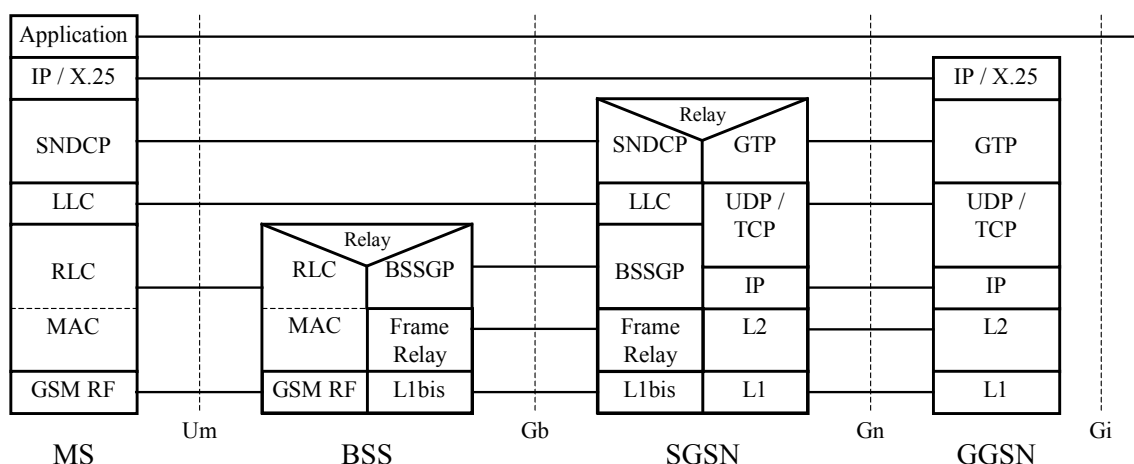 Application
IP / X.25
IP / X.25
Relay
SNDCP
SNDCP
GTP
GTP
LLC
LLC
UDP /
TCP
UDP /
TCP
Relay
RLC
RLC
BSSGP
BSSGP
IP
IP
MAC
MAC
Frame
Relay
Frame
Relay
L2
L2
GSM RF
GSM RF
L1bis
L1bis
L1
L1
Um
Gb
Gn
Gi
MS
BSS
SGSN
GGSN